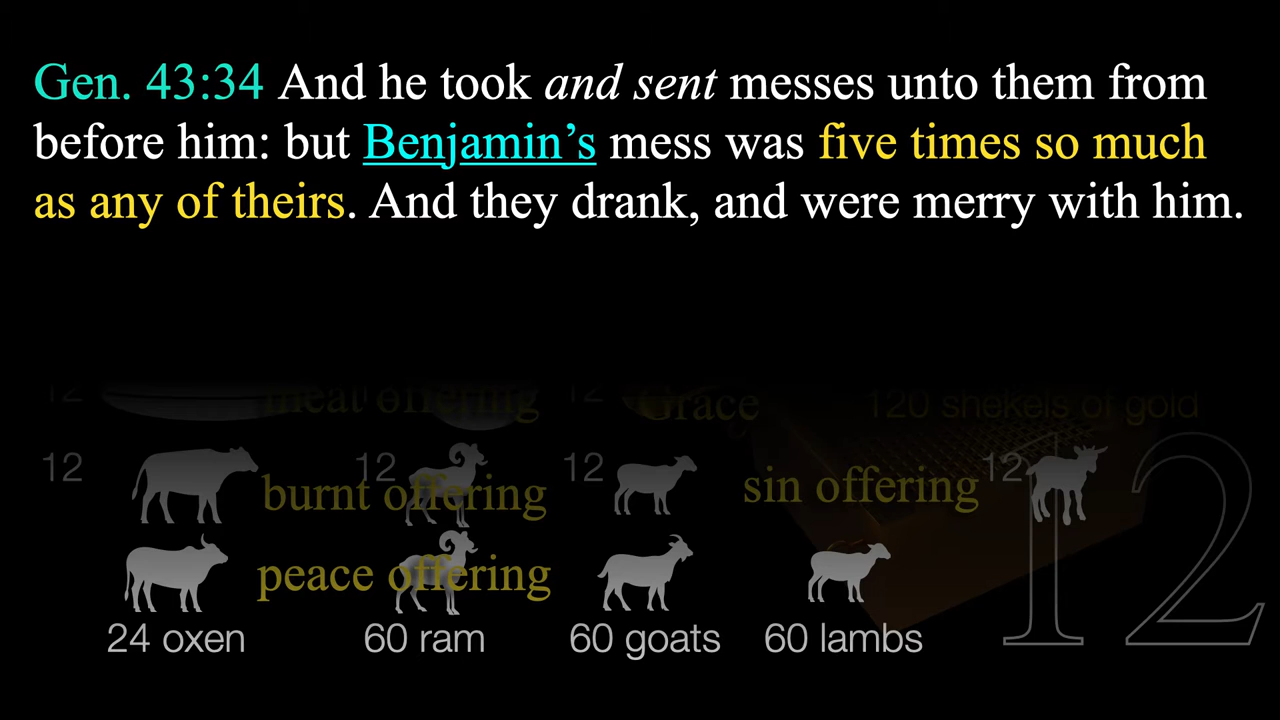 Gen. 43:34 And he took and sent messes unto them from
before him: but Benjamin’s mess was five times so much
as any of theirs. And they drank, and were merry with him.
12 meat offering 12 Grace 120 shekels of gold
12 burnt offering 12 12 sin offering 12
peace offering
24 oxen 60 ram 60 goats 60 lambs
12